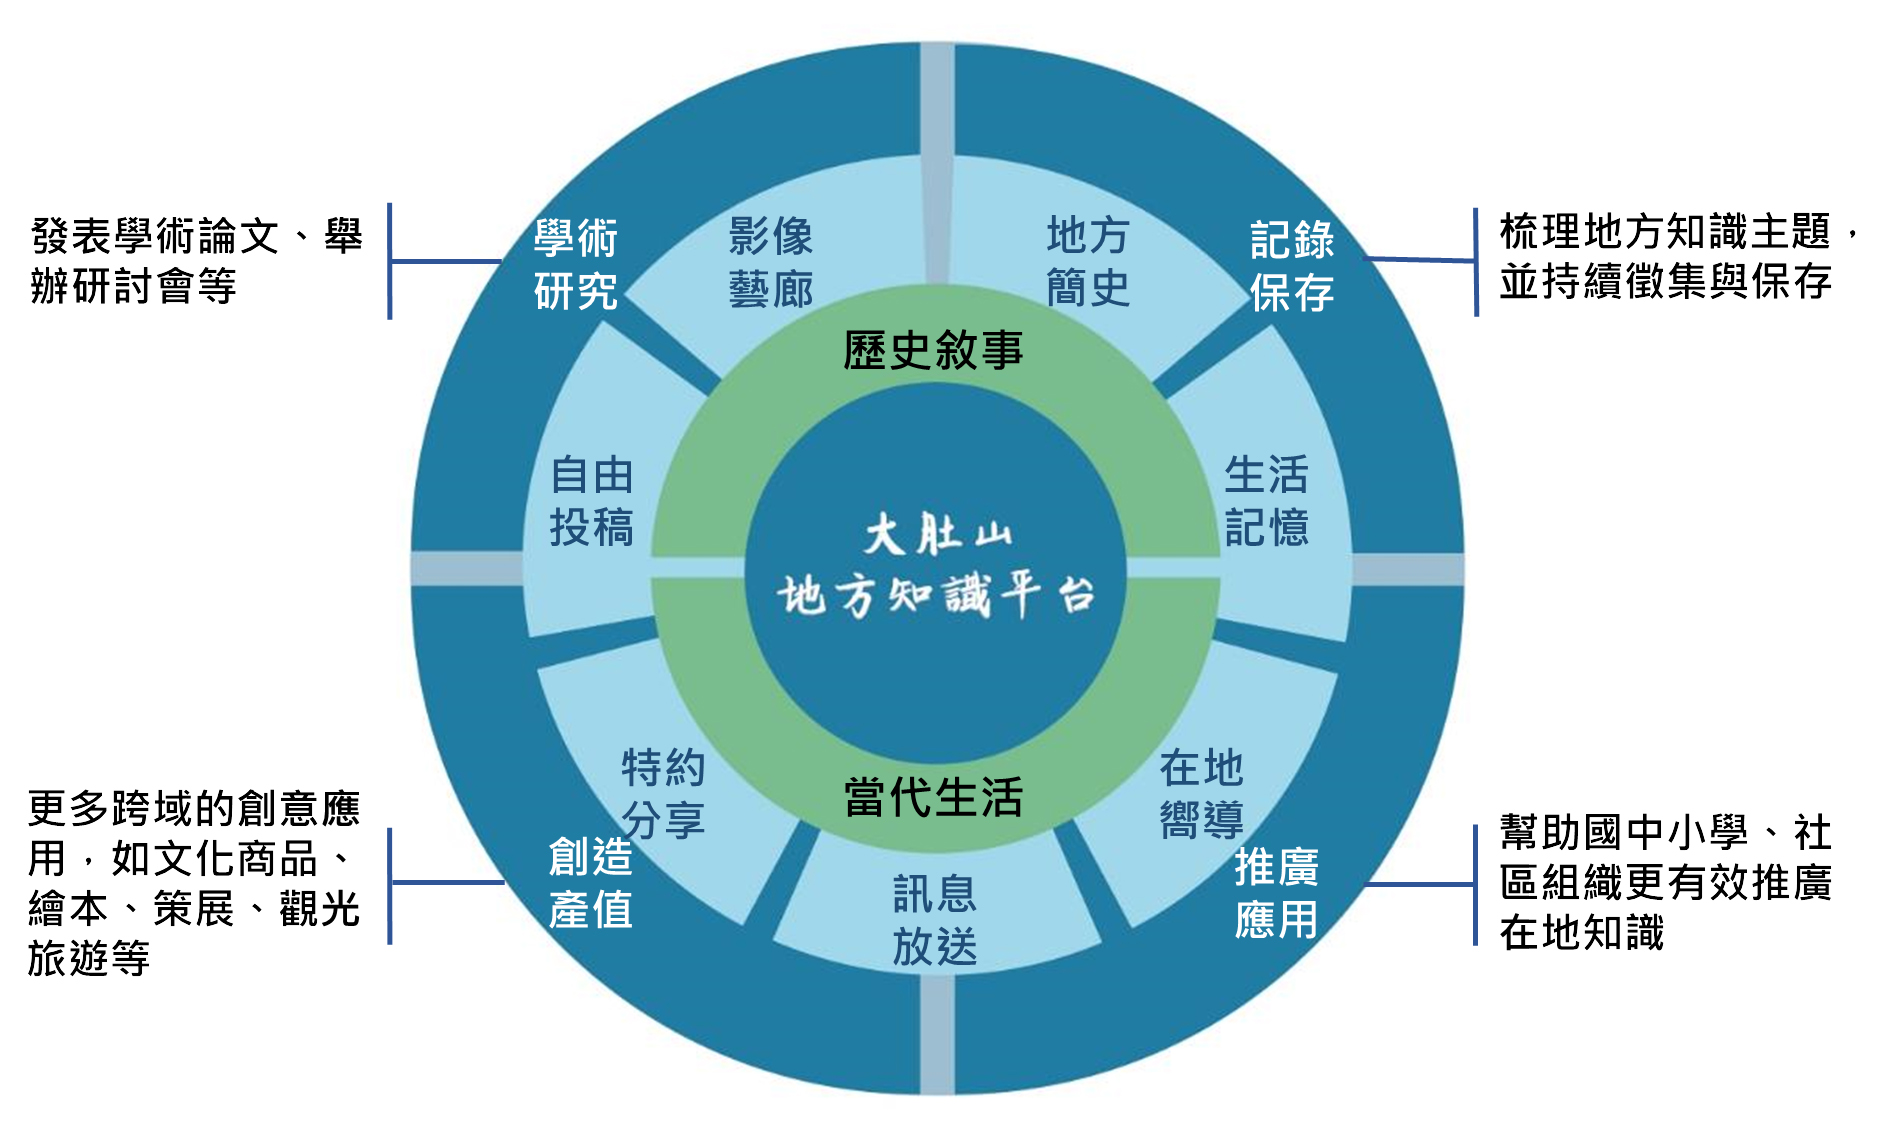 發表學術論文、舉
辦研討會等
學術
研究
影像
藝廊
地方
簡史
記錄
保存
梳理地方知識主題，
並持續徵集與保存
歷史敘事
自由
投稿
生活
記憶
大肚山
地方知識平台
特約
分享
當代生活
在地
嚮導
更多跨域的創意應
用，如文化商品、
繪本、策展、觀光
旅遊等
創造
產值
訊息
放送
推廣
應用
幫助國中小學、社
區組織更有效推廣
在地知識